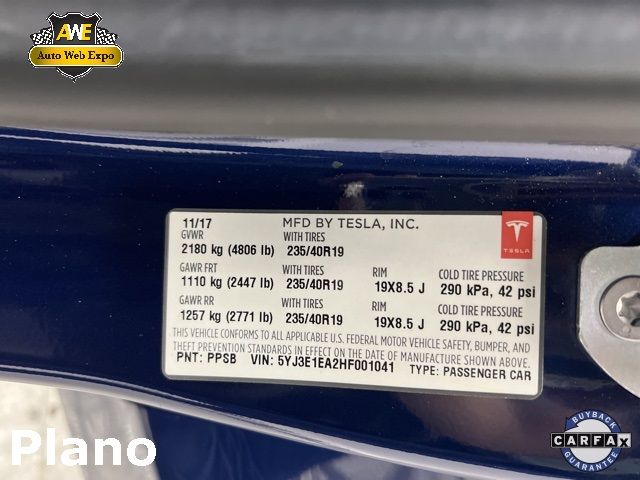 AWE
Auto Web Expo
11/17 MFD BY TESLA, INC.
GVWR WITH TIRES
TESLA
2180 kg (4806 lb) 235/40R19
GAWR FRT WITH TIRES RIM COLD TIRE PRESSURE
1110 kg (2447 lb) 235/40R19 19X8.5 J 290 kPa, 42 psi
GAWR RR WITH TIRES RIM COLD TIRE PRESSURE
1257 kg (2771 lb) 235/40R19 19X8.5 J 290 kPa, 42 psi
THIS VEHICLE CONFORMS TO ALL APPLICABLE U.S. FEDERAL MOTOR VEHICLE SAFETY, BUMPER, AND
THEFT PREVENTION STANDARDS IN EFFECT ON THE DATE OF MANUFACTURE SHOWN ABOVE.
PNT: PPSB VIN: 5YJ3E1EA2HF001041 TYPE: PASSENGER CAR
Plano
BUYBACK
CARFAX
GUARANTEE